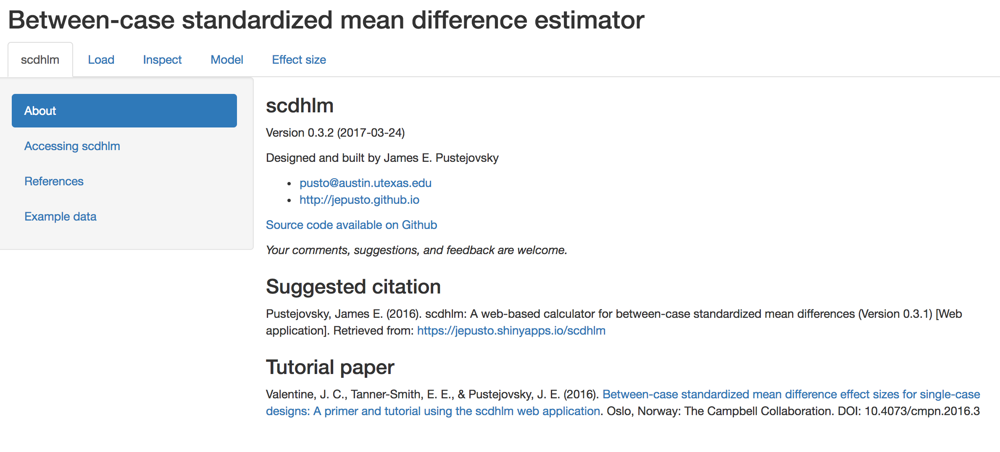 Between-case standardized mean difference estimator
scdhlm Load Inspect Model Effect size
About
Accessing scdhlm
References
Example data
scdhlm
Version 0.3.2 (2017-03-24)
Designed and built by James E. Pustejovsky
• pusto@austin.utexas.edu
• http://jepusto.github.io
Source code available on Github
Your comments, suggestions, and feedback are welcome.
Suggested citation
Pustejovsky, James E. (2016). scdhlm: A web-based calculator for between-case standardized mean differences (Version 0.3.1) [Web
application]. Retrieved from: https://jepusto.shinyapps.io/scdhlm
Tutorial paper
Valentine, J. C., Tanner-Smith, E. E., & Pustejovsky, J. E. (2016). Between-case standardized mean difference effect sizes for single-case
designs: A primer and tutorial using the scdhlm web application. Oslo, Norway: The Campbell Collaboration. DOI: 10.4073/cmpn.2016.3